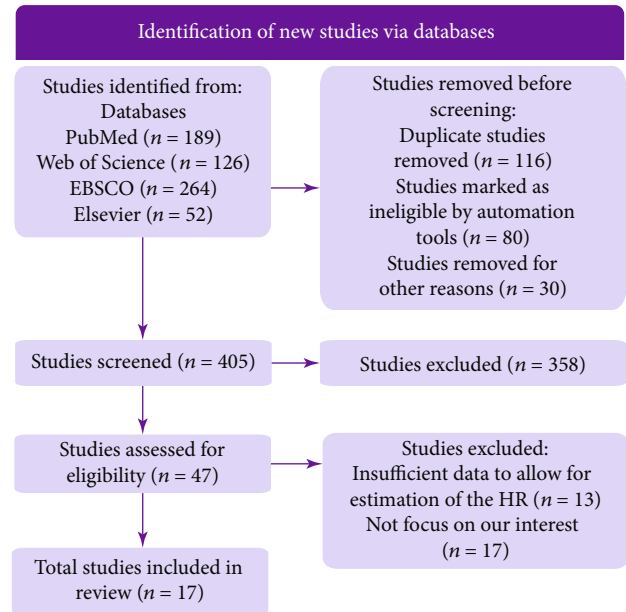 Identification of new studies via databases
Studies identified from:
Databases
PubMed (n = 189)
Web of Science (n = 126)
EBSCO (n = 264)
Elsevier (n = 52)
Studies removed before
screening:
Duplicate studies
removed (n = 116)
Studies marked as
ineligible by automation
tools (n = 80)
Studies removed for
other reasons (n = 30)
Studies screened (n = 405)
Studies excluded (n = 358)
Studies assessed for
eligibility (n = 47)
Studies excluded:
Insufficient data to allow for
estimation of the HR (n = 13)
Not focus on our interest
(n = 17)
Total studies included in
review (n = 17)